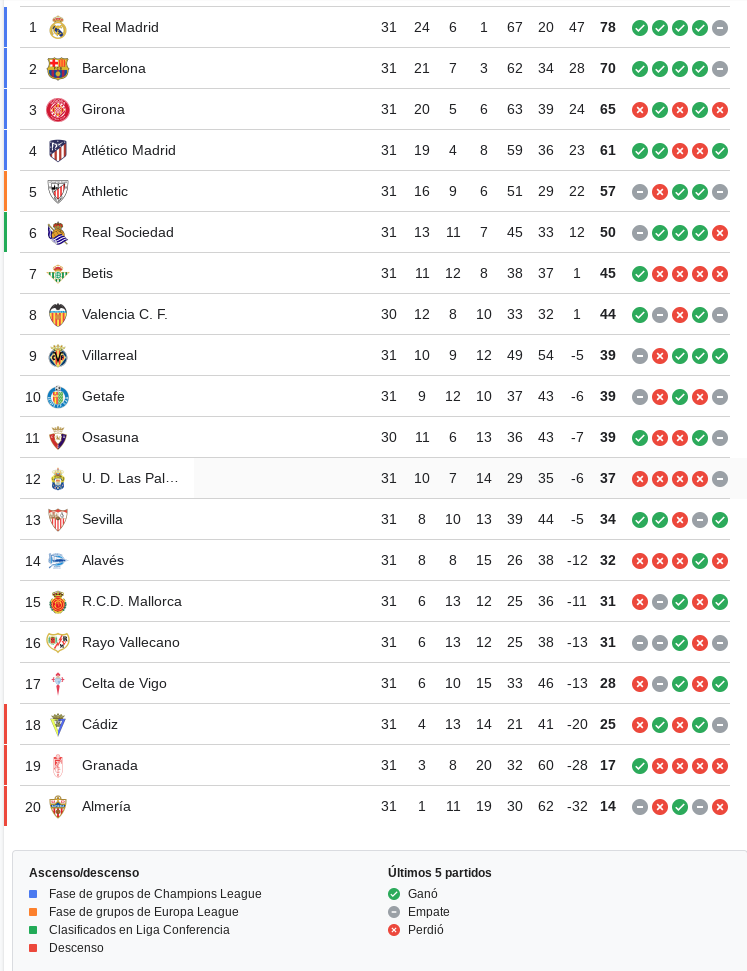 1 Real Madrid 31 24 6 1 67 20 47 78
2 Barcelona 31 21 7 3 62 34 28 70
3 Girona 31 20 5 6 63 39 24 65
4 Atlético Madrid 31 19 4 8 59 36 23 61
5 Athletic 31 16 9 6 51 29 22 57
6 Real Sociedad 31 13 11 7 45 33 12 50
7 Betis 31 11 12 8 38 37 1 45
8 Valencia C. F. 30 12 8 10 33 32 1 44
9 Villarreal 31 10 9 12 49 54 -5 39
10 Getafe 31 9 12 10 37 43 -6 39
11 Osasuna 30 11 6 13 36 43 -7 39
12 U. D. Las Pal... 31 10 7 14 29 35 -6 37
13 Sevilla 31 8 10 13 39 44 -5 34
14 Alavés 31 8 8 15 26 38 -12 32
15 R.C.D. Mallorca 31 6 13 12 25 36 -11 31
16 Rayo Vallecano 31 6 13 12 25 38 -13 31
17 Celta de Vigo 31 6 10 15 33 46 -13 28
18 Cádiz 31 4 13 14 21 41 -20 25
19 Granada 31 3 8 20 32 60 -28 17
20 Almería 31 1 11 19 30 62 -32 14
Ascenso/descenso
Fase de grupos de Champions League
Fase de grupos de Europa League
Clasificados en Liga Conferencia
Descenso
Últimos 5 partidos
Ganó
Empate
Perdió